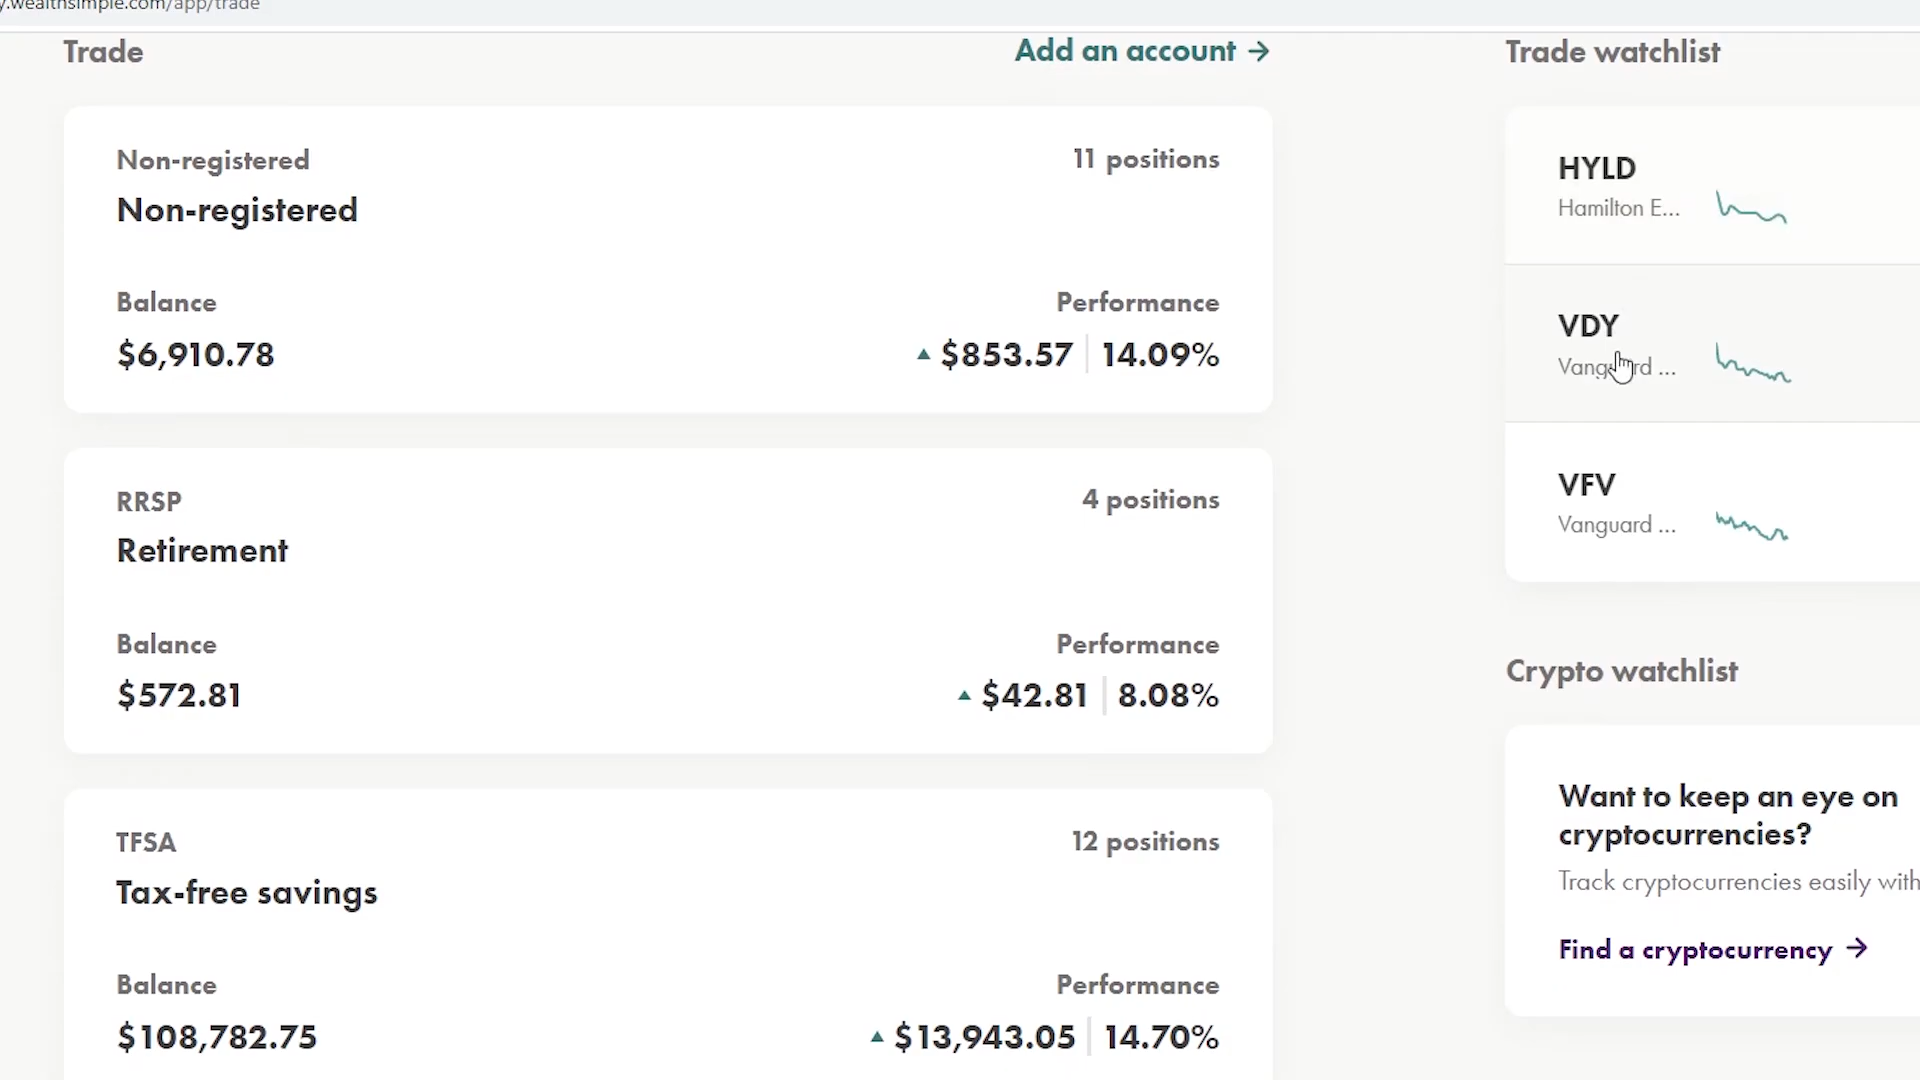 y.wealthsimple.com/app/trade
Trade
Add an account →
Non-registered
11 positions
Non-registered
Balance
Performance
$6,910.78
▲ $853.57 | 14.09%
RRSP
4 positions
Retirement
Balance
Performance
$572.81
▲ $42.81 | 8.08%
TFSA
12 positions
Tax-free savings
Balance
Performance
$108,782.75
▲ $13,943.05 | 14.70%
Trade watchlist
HYLD
Hamilton E...
VDY
Vanguard ...
VFV
Vanguard ...
Crypto watchlist
Want to keep an eye on
cryptocurrencies?
Track cryptocurrencies easily with
Find a cryptocurrency →